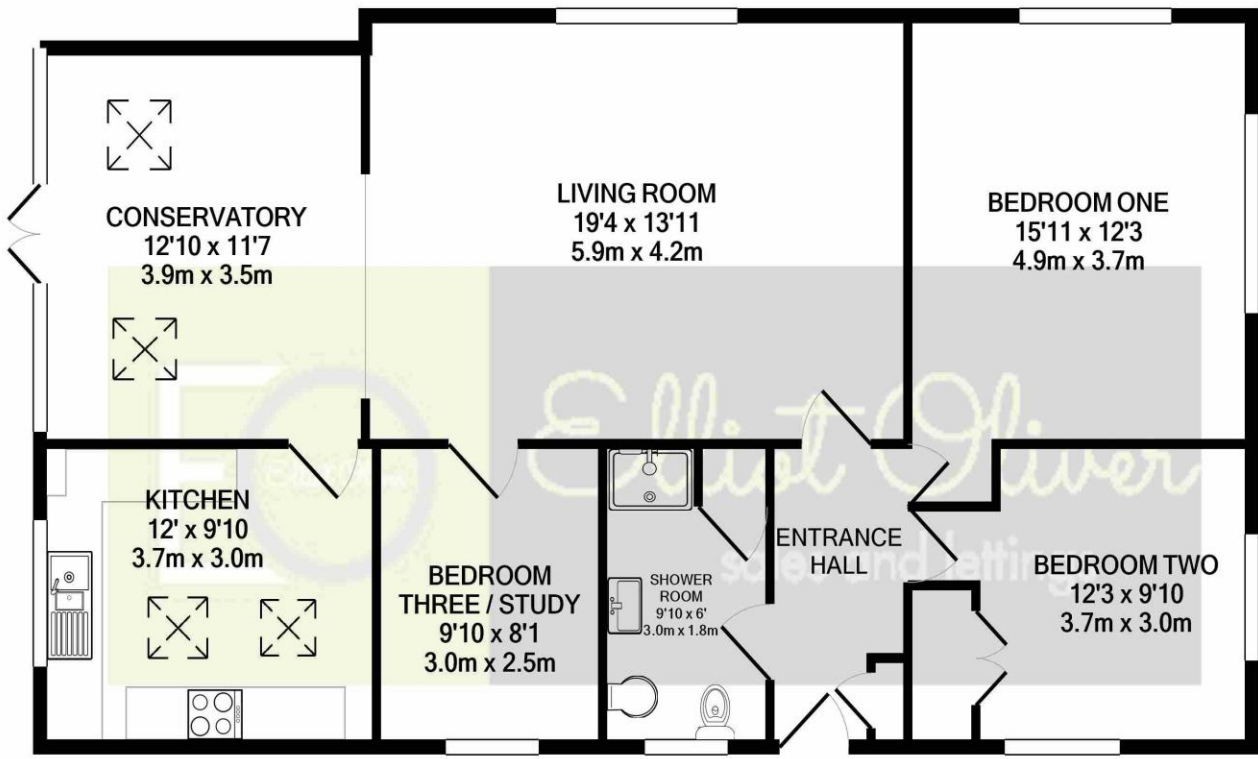 CONSERVATORY
12'10 x 11'7
3.9m x 3.5m
LIVING ROOM
19'4 x 13'11
5.9m x 4.2m
BEDROOM ONE
15'11 x 12'3
4.9m x 3.7m
KITCHEN
12' x 9'10
3.7m x 3.0m
BEDROOM
THREE / STUDY
9'10 x 8'1
3.0m x 2.5m
SHOWER
ROOM
9'10 x 6'
3.0m x 1.8m
ENTRANCE
HALL
BEDROOM TWO
12'3 x 9'10
3.7m x 3.0m
Elliot Oliver
sales and lettings